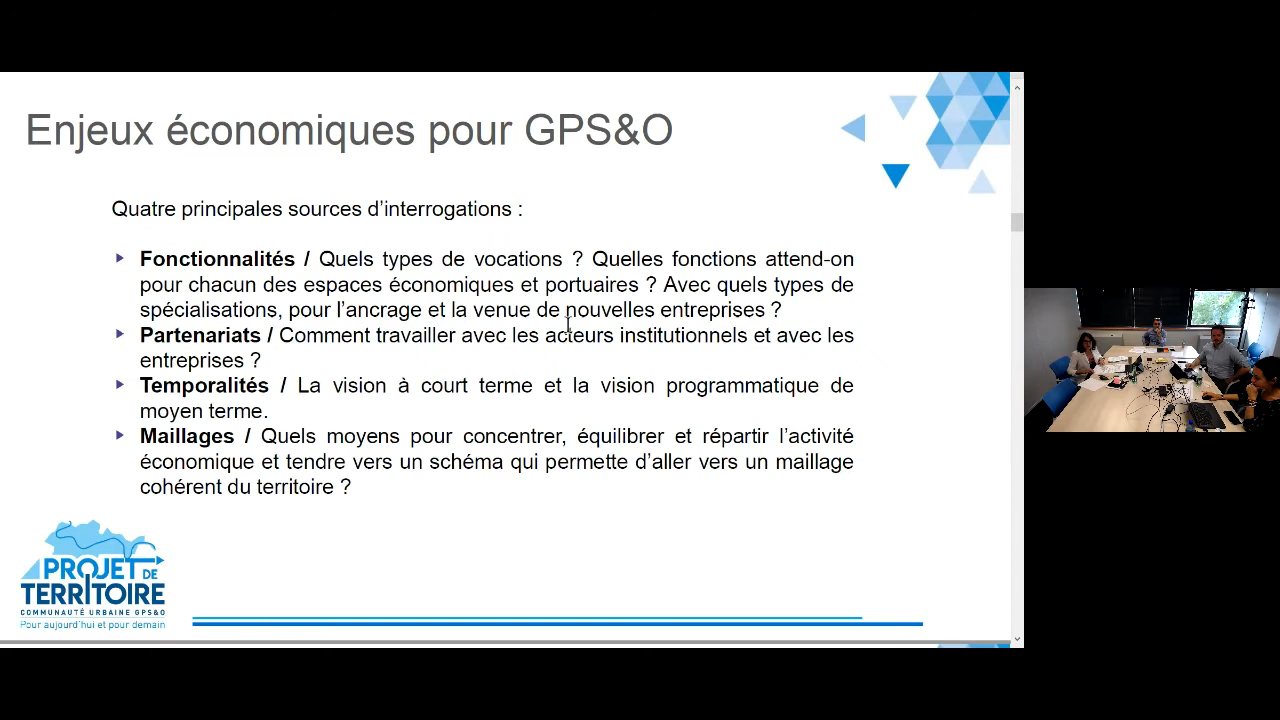 Enjeux économiques pour GPS&O
Quatre principales sources d’interrogations :
Fonctionnalités / Quels types de vocations ? Quelles fonctions attend-on
pour chacun des espaces économiques et portuaires ? Avec quels types de
spécialisations, pour l’ancrage et la venue de nouvelles entreprises ?
Partenariats / Comment travailler avec les acteurs institutionnels et avec les
entreprises ?
Temporalités / La vision à court terme et la vision programmatique de
moyen terme.
Maillages / Quels moyens pour concentrer, équilibrer et répartir l’activité
économique et tendre vers un schéma qui permette d’aller vers un maillage
cohérent du territoire ?
PROJET DE
TERRITOIRE
COMMUNAUTÉ URBAINE GPS&O
Pour aujourd'hui et pour demain